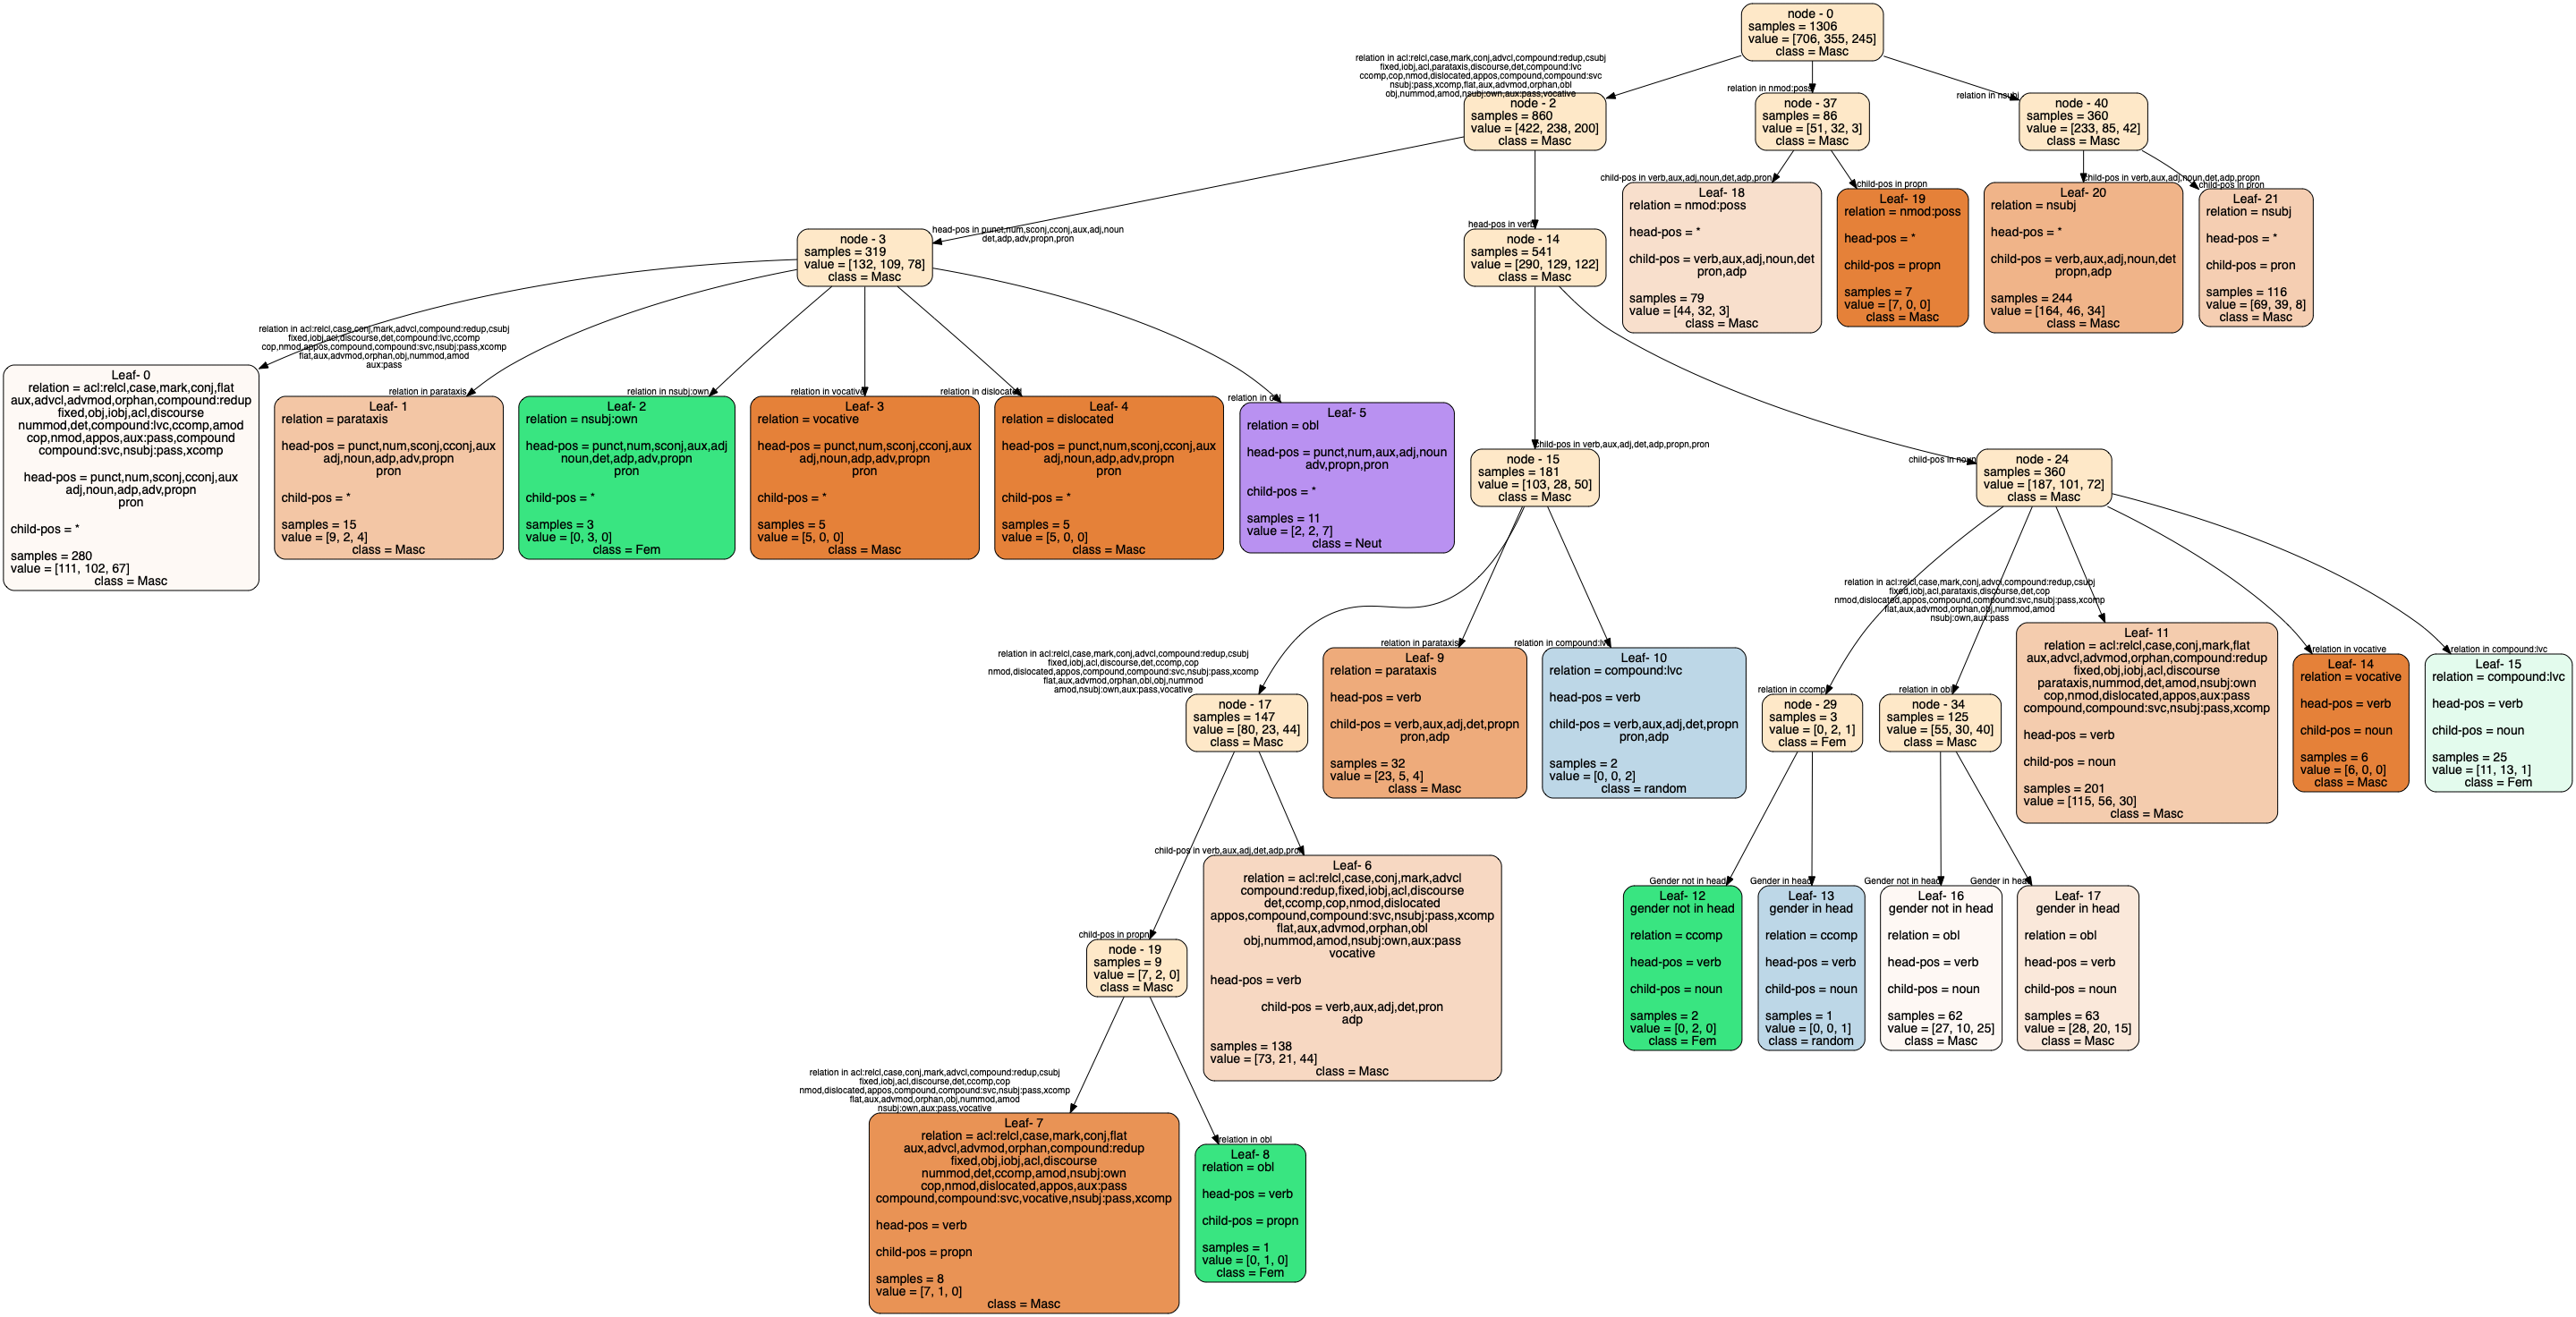 node - 0
samples = 1306
value = [706, 355, 245]
class = Masc
relation in acl:relcl,case,mark,conj,advcl,compound:redup,csubj
fixed,iobj,acl,parataxis,discourse,det,compound:lvc
ccomp,cop,nmod,dislocated,appos,compound,compound:svc
nsubj:pass,xcomp,flat,aux,advmod,orphan,obl
obj,nummod,amod,nsubj:own,aux:pass,vocative
relation in nmod:poss
relation in nsubj
node - 2
samples = 860
value = [422, 238, 200]
class = Masc
node - 37
samples = 86
value = [51, 32, 3]
class = Masc
node - 40
samples = 360
value = [233, 85, 42]
class = Masc
head-pos in punct,num,sconj,cconj,aux,adj,noun
det,adp,adv,propn,pron
head-pos in verb
child-pos in verb,aux,adj,noun,det,adp,pron
child-pos in propn
child-pos in verb,aux,adj,noun,det,adp,propn
child-pos in pron
node - 3
samples = 319
value = [132, 109, 78]
class = Masc
node - 14
samples = 541
value = [290, 129, 122]
class = Masc
Leaf- 18
relation = nmod:poss
head-pos = *
child-pos = verb,aux,adj,noun,det
pron,adp
samples = 79
value = [44, 32, 3]
class = Masc
Leaf- 19
relation = nmod:poss
head-pos = *
child-pos = propn
samples = 7
value = [7, 0, 0]
class = Masc
Leaf- 20
relation = nsubj
head-pos = *
child-pos = verb,aux,adj,noun,det
propn,adp
samples = 244
value = [164, 46, 34]
class = Masc
Leaf- 21
relation = nsubj
head-pos = *
child-pos = pron
samples = 116
value = [69, 39, 8]
class = Masc
relation in acl:relcl,case,conj,mark,advcl,compound:redup,csubj
fixed,iobj,acl,discourse,det,compound:lvc,ccomp
cop,nmod,appos,compound,compound:svc,nsubj:pass,xcomp
flat,aux,advmod,orphan,obj,nummod,amod
aux:pass
relation in parataxis
relation in nsubj:own
relation in vocative
relation in dislocated
relation in obl
Leaf- 0
relation = acl:relcl,case,mark,conj,flat
aux,advcl,advmod,orphan,compound:redup
fixed,obj,iobj,acl,discourse
nummod,det,compound:lvc,ccomp,amod
cop,nmod,appos,aux:pass,compound
compound:svc,nsubj:pass,xcomp
head-pos = punct,num,sconj,cconj,aux
adj,noun,adp,adv,propn
pron
child-pos = *
samples = 280
value = [111, 102, 67]
class = Masc
Leaf- 1
relation = parataxis
head-pos = punct,num,sconj,cconj,aux
adj,noun,adp,adv,propn
pron
child-pos = *
samples = 15
value = [9, 2, 4]
class = Masc
Leaf- 2
relation = nsubj:own
head-pos = punct,num,sconj,aux,adj
noun,det,adp,adv,propn
pron
child-pos = *
samples = 3
value = [0, 3, 0]
class = Fem
Leaf- 3
relation = vocative
head-pos = punct,num,sconj,cconj,aux
adj,noun,adp,adv,propn
pron
child-pos = *
samples = 5
value = [5, 0, 0]
class = Masc
Leaf- 4
relation = dislocated
head-pos = punct,num,sconj,cconj,aux
adj,noun,adp,adv,propn
pron
child-pos = *
samples = 5
value = [5, 0, 0]
class = Masc
Leaf- 5
relation = obl
head-pos = punct,num,aux,adj,noun
adv,propn,pron
child-pos = *
samples = 11
value = [2, 2, 7]
class = Neut
child-pos in verb,aux,adj,det,adp,propn,pron
child-pos in noun
node - 15
samples = 181
value = [103, 28, 50]
class = Masc
node - 24
samples = 360
value = [187, 101, 72]
class = Masc
relation in acl:relcl,case,mark,conj,advcl,compound:redup,csubj
fixed,iobj,acl,discourse,det,ccomp,cop
nmod,dislocated,appos,compound,compound:svc,nsubj:pass,xcomp
flat,aux,advmod,orphan,obl,obj,nummod
amod,nsubj:own,aux:pass,vocative
relation in parataxis
relation in compound:lvc
relation in acl:relcl,case,mark,conj,advcl,compound:redup,csubj
fixed,iobj,acl,parataxis,discourse,det,cop
nmod,dislocated,appos,compound,compound:svc,nsubj:pass,xcomp
flat,aux,advmod,orphan,obj,nummod,amod
nsubj:own,aux:pass
relation in ccomp
relation in obl
relation in vocative
relation in compound:lvc
node - 17
samples = 147
value = [80, 23, 44]
class = Masc
Leaf- 9
relation = parataxis
head-pos = verb
child-pos = verb,aux,adj,det,propn
pron,adp
samples = 32
value = [23, 5, 4]
class = Masc
Leaf- 10
relation = compound:lvc
head-pos = verb
child-pos = verb,aux,adj,det,propn
pron,adp
samples = 2
value = [0, 0, 2]
class = random
node - 29
samples = 3
value = [0, 2, 1]
class = Fem
node - 34
samples = 125
value = [55, 30, 40]
class = Masc
Leaf- 11
relation = acl:relcl,case,conj,mark,flat
aux,advcl,advmod,orphan,compound:redup
fixed,obj,iobj,acl,discourse
parataxis,nummod,det,amod,nsubj:own
cop,nmod,dislocated,appos,aux:pass
compound,compound:svc,nsubj:pass,xcomp
head-pos = verb
child-pos = noun
samples = 201
value = [115, 56, 30]
class = Masc
Leaf- 14
relation = vocative
head-pos = verb
child-pos = noun
samples = 6
value = [6, 0, 0]
class = Masc
Leaf- 15
relation = compound:lvc
head-pos = verb
child-pos = noun
samples = 25
value = [11, 13, 1]
class = Fem
child-pos in propn
child-pos in verb,aux,adj,det,adp,pron
Gender not in head
Gender in head
Gender not in head
Gender in head
node - 19
samples = 9
value = [7, 2, 0]
class = Masc
Leaf- 6
relation = acl:relcl,case,conj,mark,advcl
compound:redup,fixed,iobj,acl,discourse
det,ccomp,cop,nmod,dislocated
appos,compound,compound:svc,nsubj:pass,xcomp
flat,aux,advmod,orphan,obl
obj,nummod,amod,nsubj:own,aux:pass
vocative
head-pos = verb
child-pos = verb,aux,adj,det,pron
adp
samples = 138
value = [73, 21, 44]
class = Masc
Leaf- 12
gender not in head
relation = ccomp
head-pos = verb
child-pos = noun
samples = 2
value = [0, 2, 0]
class = Fem
Leaf- 13
gender in head
relation = ccomp
head-pos = verb
child-pos = noun
samples = 1
value = [0, 0, 1]
class = random
Leaf- 16
gender not in head
relation = obl
head-pos = verb
child-pos = noun
samples = 62
value = [27, 10, 25]
class = Masc
Leaf- 17
gender in head
relation = obl
head-pos = verb
child-pos = noun
samples = 63
value = [28, 20, 15]
class = Masc
relation in acl:relcl,case,conj,mark,advcl,compound:redup,csubj
fixed,iobj,acl,discourse,det,ccomp,cop
nmod,dislocated,appos,compound,compound:svc,nsubj:pass,xcomp
flat,aux,advmod,orphan,obj,nummod,amod
nsubj:own,aux:pass,vocative
relation in obl
Leaf- 7
relation = acl:relcl,case,mark,conj,flat
aux,advcl,advmod,orphan,compound:redup
fixed,obj,iobj,acl,discourse
nummod,det,ccomp,amod,nsubj:own
cop,nmod,dislocated,appos,aux:pass
compound,compound:svc,vocative,nsubj:pass,xcomp
head-pos = verb
child-pos = propn
samples = 8
value = [7, 1, 0]
class = Masc
Leaf- 8
relation = obl
head-pos = verb
child-pos = propn
samples = 1
value = [0, 1, 0]
class = Fem